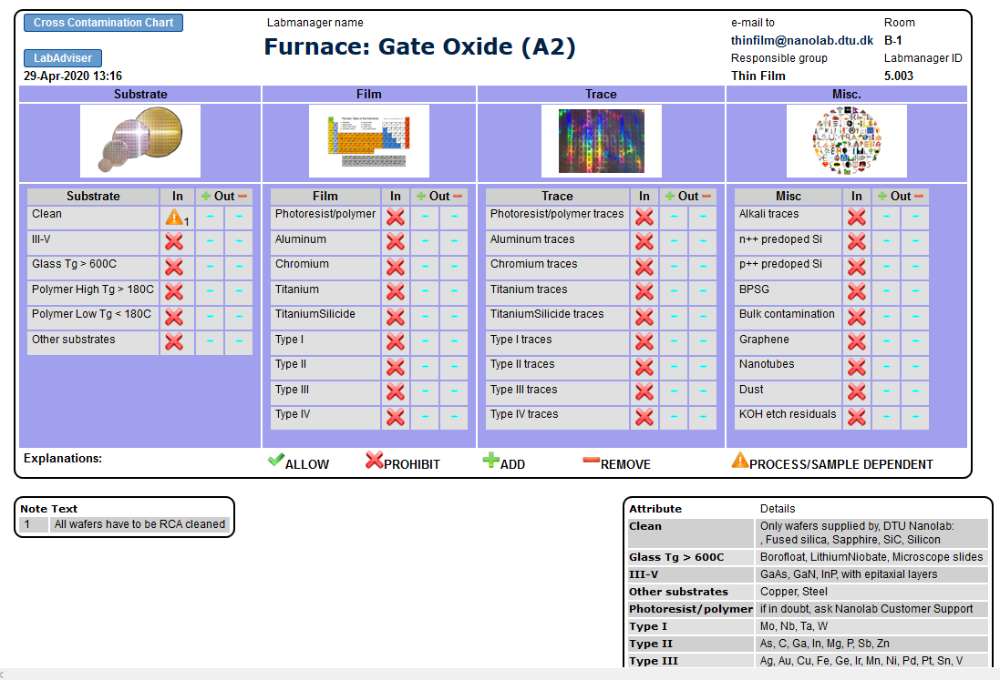 Cross Contamination Chart
Labmanager name
e-mail to Room
Furnace: Gate Oxide (A2)
thinfilm@nanolab.dtu.dk B-1
LabAdviser
Responsible group Labmanager ID
29-Apr-2020 13:16
Thin Film 5.003
Substrate Film Trace Misc.
Periodic Table of the Elements
Substrate In + Out − Film In + Out − Trace In + Out − Misc In + Out −
Clean 1 - - Photoresist/polymer - - Photoresist/polymer traces - - Alkali traces - -
III-V - - Aluminum - - Aluminum traces - - n++ predoped Si - -
Glass Tg > 600C - - Chromium - - Chromium traces - - p++ predoped Si - -
Polymer High Tg > 180C - - Titanium - - Titanium traces - - BPSG - -
Polymer Low Tg < 180C - - TitaniumSilicide - - TitaniumSilicide traces - - Bulk contamination - -
Other substrates - - Type I - - Type I traces - - Graphene - -
Type II - - Type II traces - - Nanotubes - -
Type III - - Type III traces - - Dust - -
Type IV - - Type IV traces - - KOH etch residuals - -
Explanations: ALLOW PROHIBIT ADD REMOVE PROCESS/SAMPLE DEPENDENT
Note Text
1 All wafers have to be RCA cleaned
Attribute Details
Clean Only wafers supplied by, DTU Nanolab:
, Fused silica, Sapphire, SiC, Silicon
Glass Tg > 600C Borofloat, LithiumNiobate, Microscope slides
III-V GaAs, GaN, InP, with epitaxial layers
Other substrates Copper, Steel
Photoresist/polymer if in doubt, ask Nanolab Customer Support
Type I Mo, Nb, Ta, W
Type II As, C, Ga, In, Mg, P, Sb, Zn
Type III Ag, Au, Cu, Fe, Ge, Ir, Mn, Ni, Pd, Pt, Sn, V